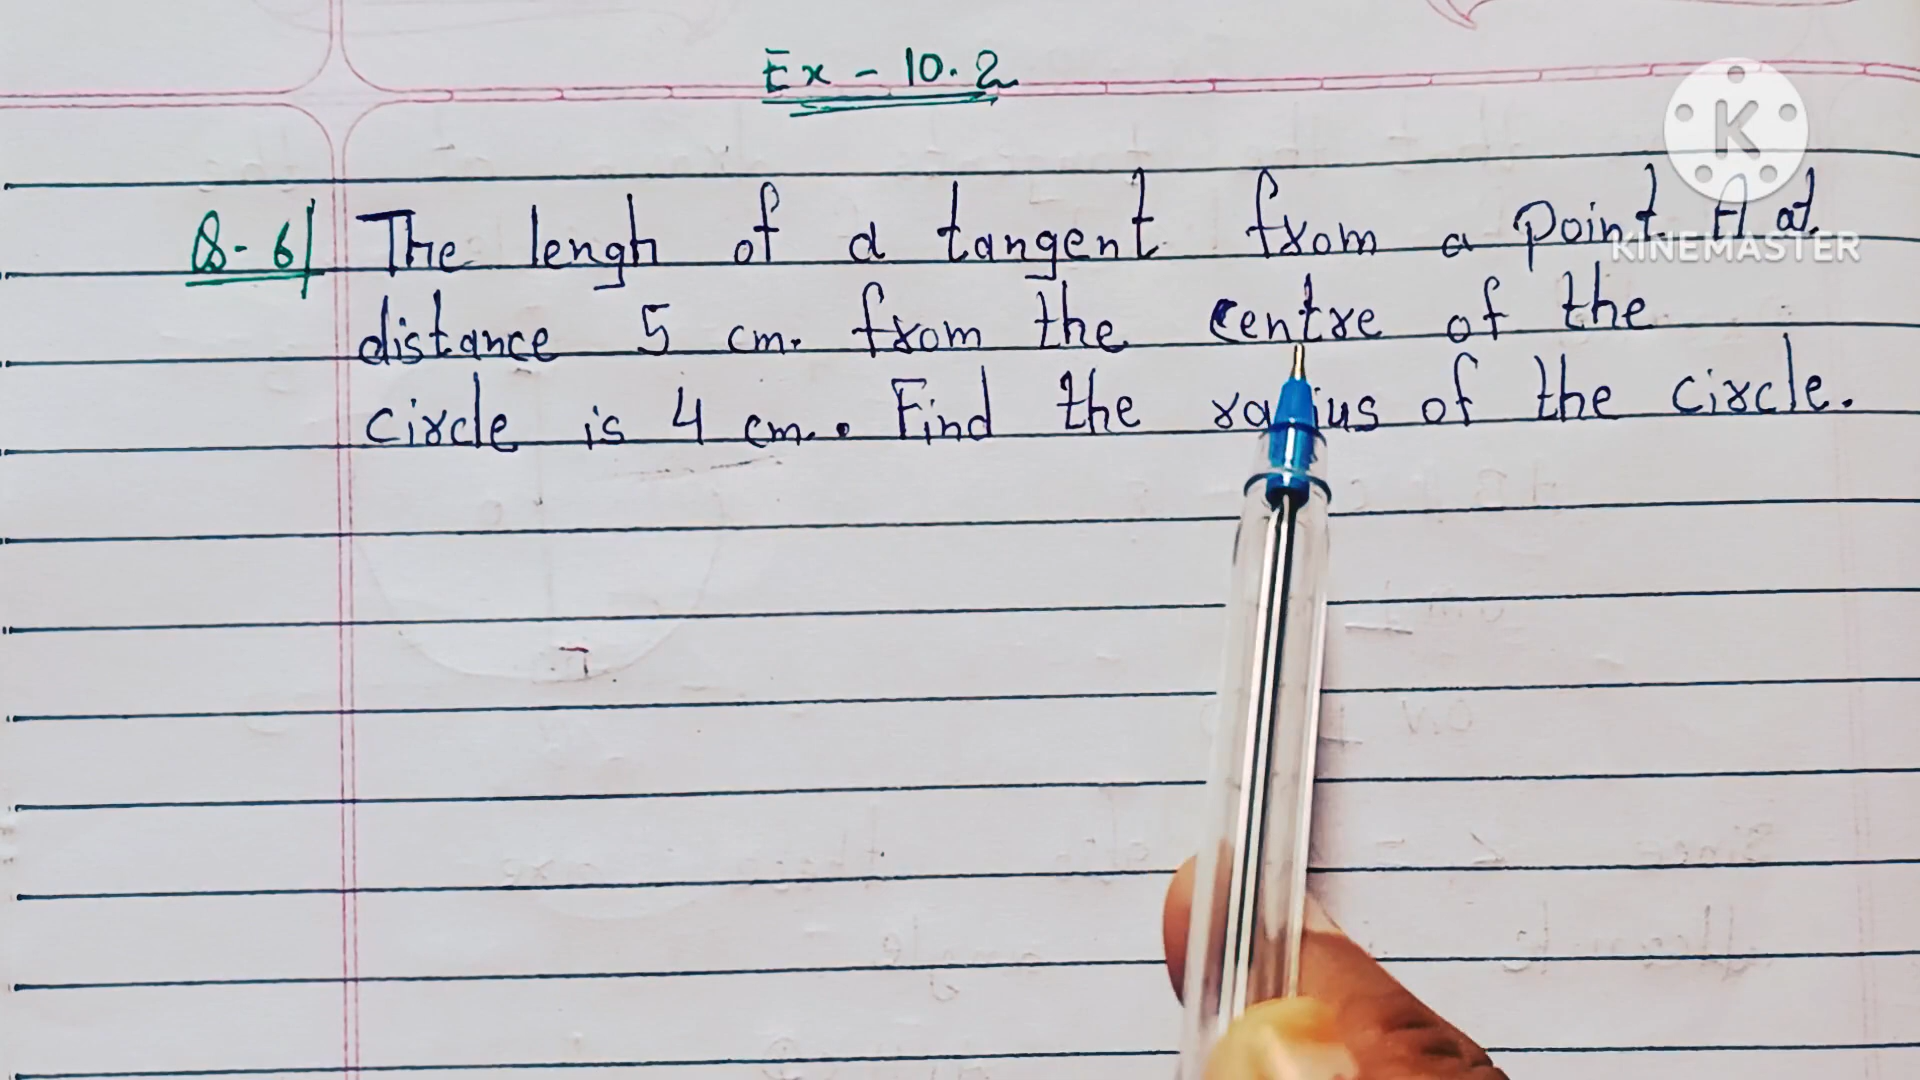 Ex - 10.2
Q-6| The lengh of a tangent from a point A at
distance 5 cm. from the centre of the
circle is 4 cm. Find the radius of the circle.
K
KINEMASTER